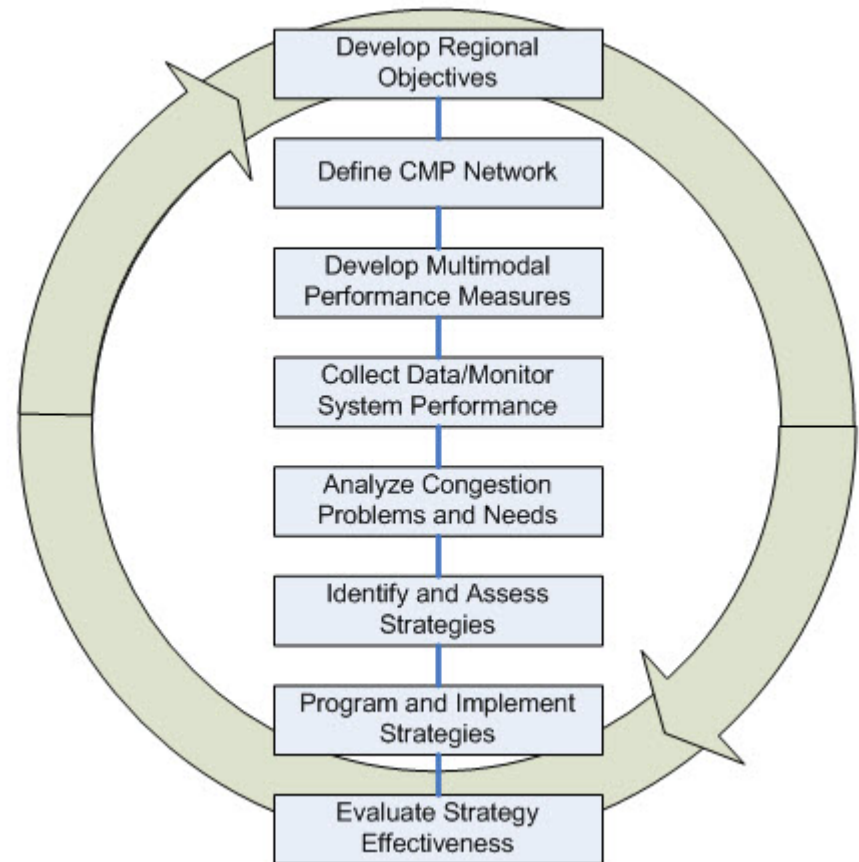 Develop Regional
Objectives
Define CMP Network
Develop Multimodal
Performance Measures
Collect Data/Monitor
System Performance
Analyze Congestion
Problems and Needs
Identify and Assess
Strategies
Program and Implement
Strategies
Evaluate Strategy
Effectiveness